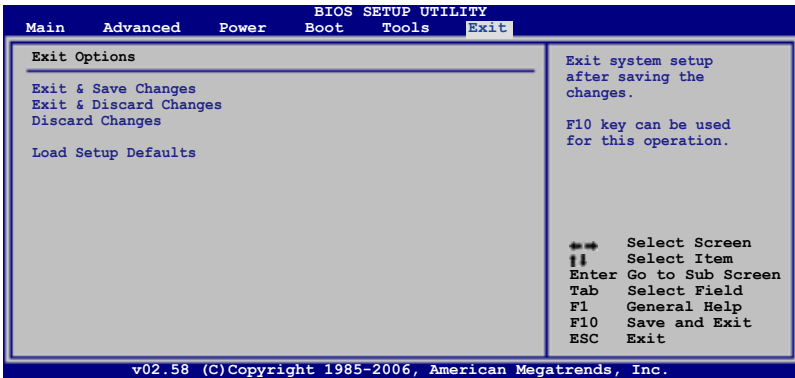 BIOS SETUP UTILITY
Main Advanced Power Boot Tools Exit
Exit Options
Exit & Save Changes
Exit & Discard Changes
Discard Changes
Load Setup Defaults
Exit system setup
after saving the
changes.
F10 key can be used
for this operation.
←→ Select Screen
↑↓ Select Item
Enter Go to Sub Screen
Tab Select Field
F1 General Help
F10 Save and Exit
ESC Exit
v02.58 (C)Copyright 1985-2006, American Megatrends, Inc.